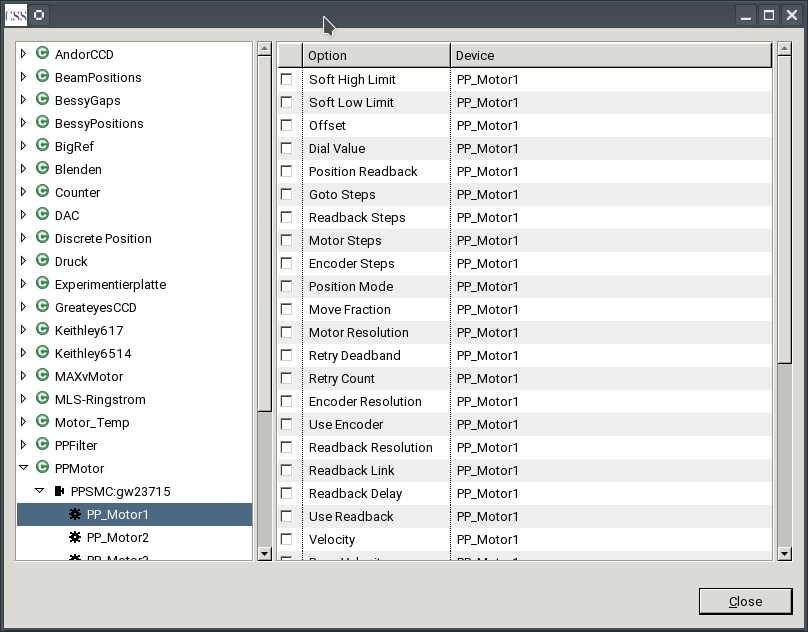 CSS
AndorCCD
BeamPositions
BessyGaps
BessyPositions
BigRef
Blenden
Counter
DAC
Discrete Position
Druck
Experimentierplatte
GreateyesCCD
Keithley617
Keithley6514
MAXvMotor
MLS-Ringstrom
Motor_Temp
PPFilter
PPMotor
PPSMC:gw23715
PP_Motor1
PP_Motor2
Option Device
Soft High Limit PP_Motor1
Soft Low Limit PP_Motor1
Offset PP_Motor1
Dial Value PP_Motor1
Position Readback PP_Motor1
Goto Steps PP_Motor1
Readback Steps PP_Motor1
Motor Steps PP_Motor1
Encoder Steps PP_Motor1
Position Mode PP_Motor1
Move Fraction PP_Motor1
Motor Resolution PP_Motor1
Retry Deadband PP_Motor1
Retry Count PP_Motor1
Encoder Resolution PP_Motor1
Use Encoder PP_Motor1
Readback Resolution PP_Motor1
Readback Link PP_Motor1
Readback Delay PP_Motor1
Use Readback PP_Motor1
Velocity PP_Motor1
Close